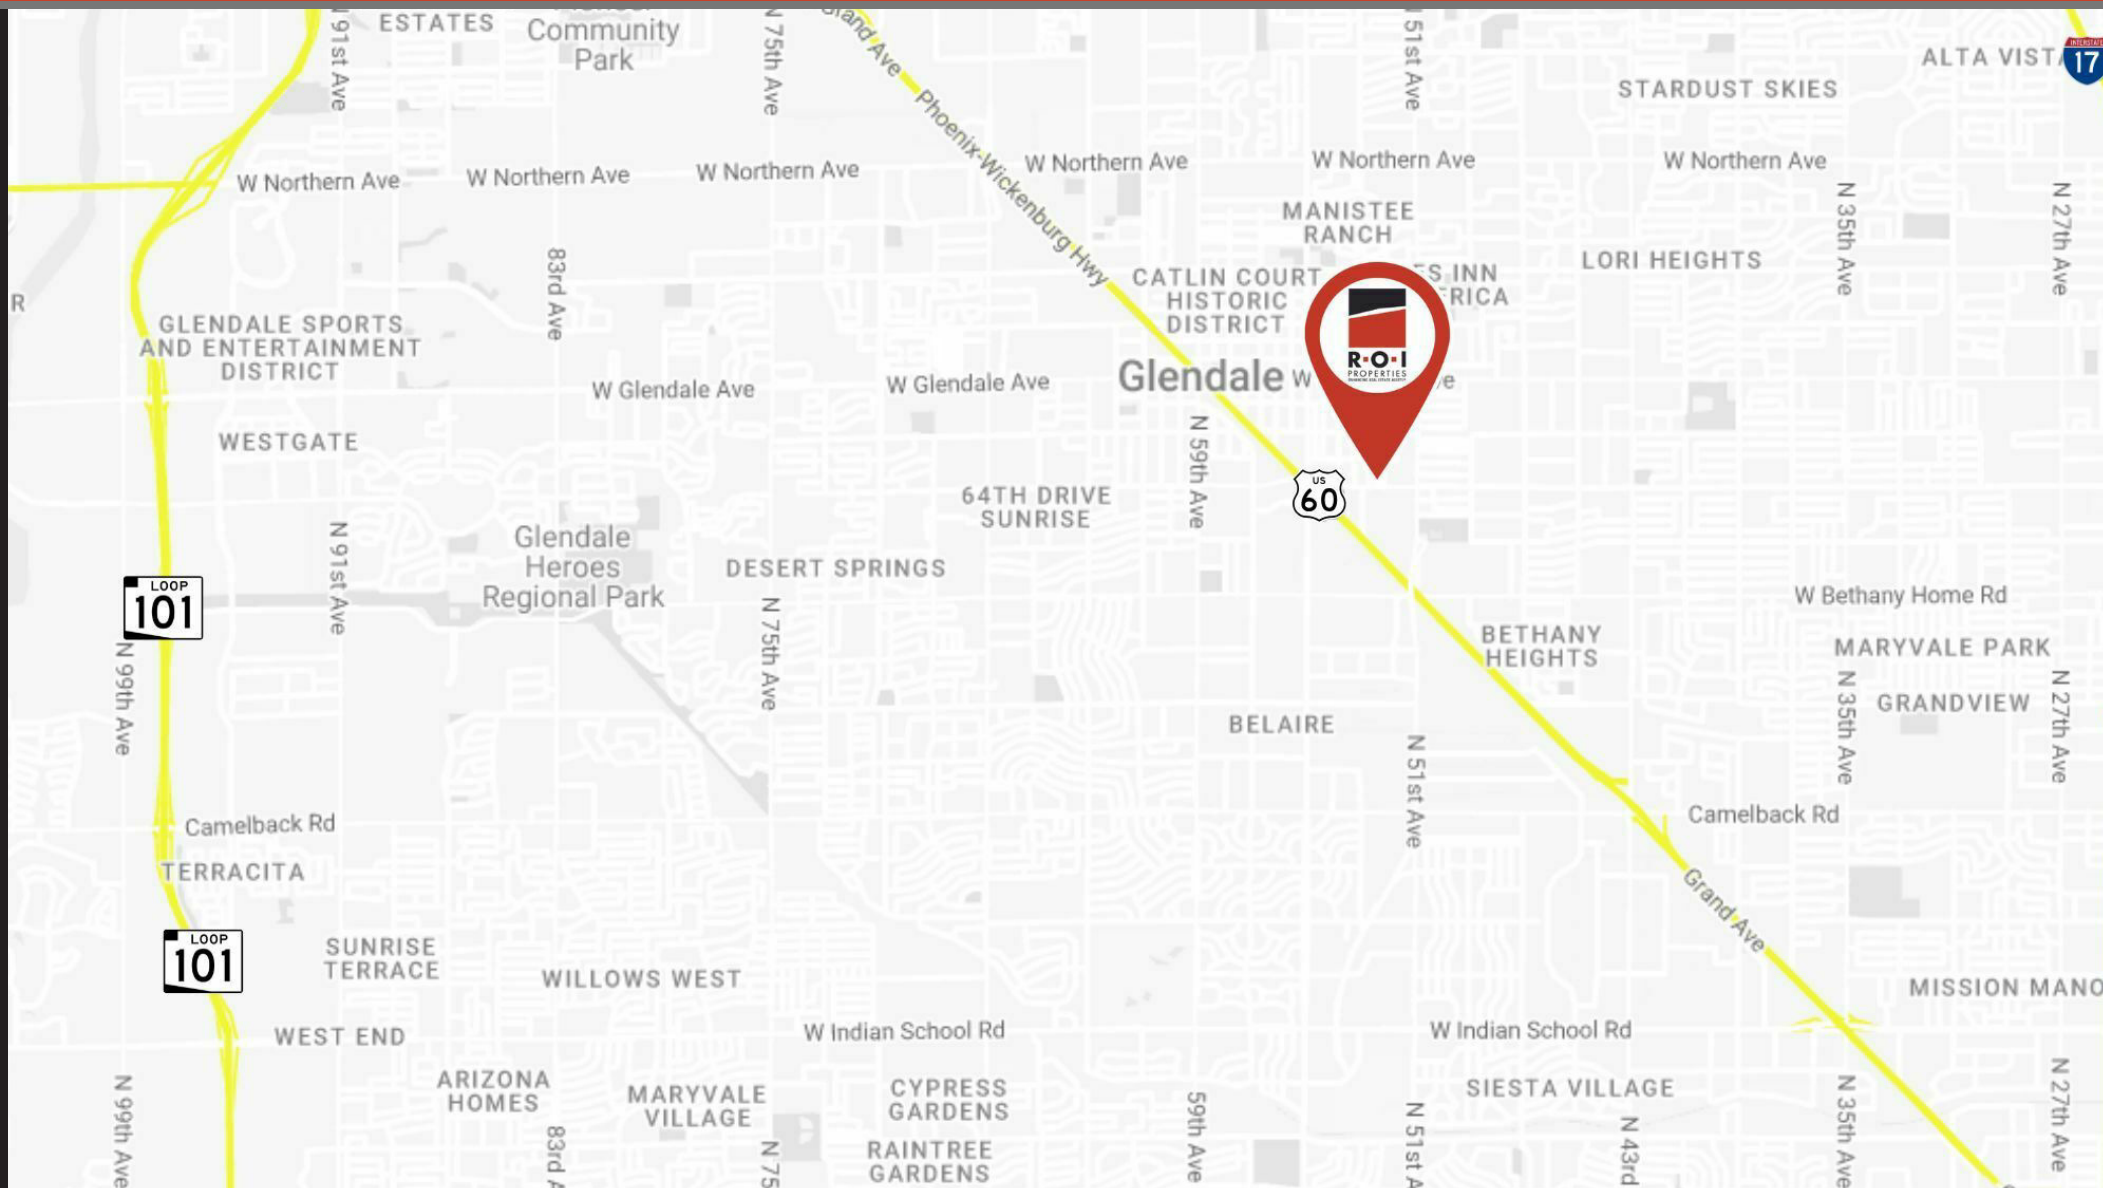 N 91st Ave
ESTATES
Community
Park
N 75th Ave
Grand Ave
Phoenix-Wickenburg Hwy
N 51st Ave
STARDUST SKIES
ALTA VISTA
INTERSTATE
17
W Northern Ave
W Northern Ave
W Northern Ave
W Northern Ave
W Northern Ave
W Northern Ave
N 35th Ave
N 27th Ave
MANISTEE
RANCH
LORI HEIGHTS
83rd Ave
CATLIN COURT
HISTORIC
DISTRICT
ES INN
ERICA
R
GLENDALE SPORTS
AND ENTERTAINMENT
DISTRICT
R·O·I
PROPERTIES
W Glendale Ave
W Glendale Ave
Glendale
W
e
WESTGATE
N 59th Ave
US
60
64TH DRIVE
SUNRISE
Glendale
Heroes
Regional Park
N 91st Ave
DESERT SPRINGS
LOOP
101
N 99th Ave
N 75th Ave
W Bethany Home Rd
BETHANY
HEIGHTS
MARYVALE PARK
N 35th Ave
GRANDVIEW
N 27th Ave
BELAIRE
N 51st Ave
Camelback Rd
Camelback Rd
TERRACITA
Grand Ave
LOOP
101
SUNRISE
TERRACE
WILLOWS WEST
MISSION MANO
WEST END
W Indian School Rd
W Indian School Rd
ARIZONA
HOMES
MARYVALE
VILLAGE
CYPRESS
GARDENS
SIESTA VILLAGE
N 99th Ave
83rd A
N 75
RAINTREE
GARDENS
59th Ave
N 51st A
N 43rd
N 35th Ave
N 27th Ave